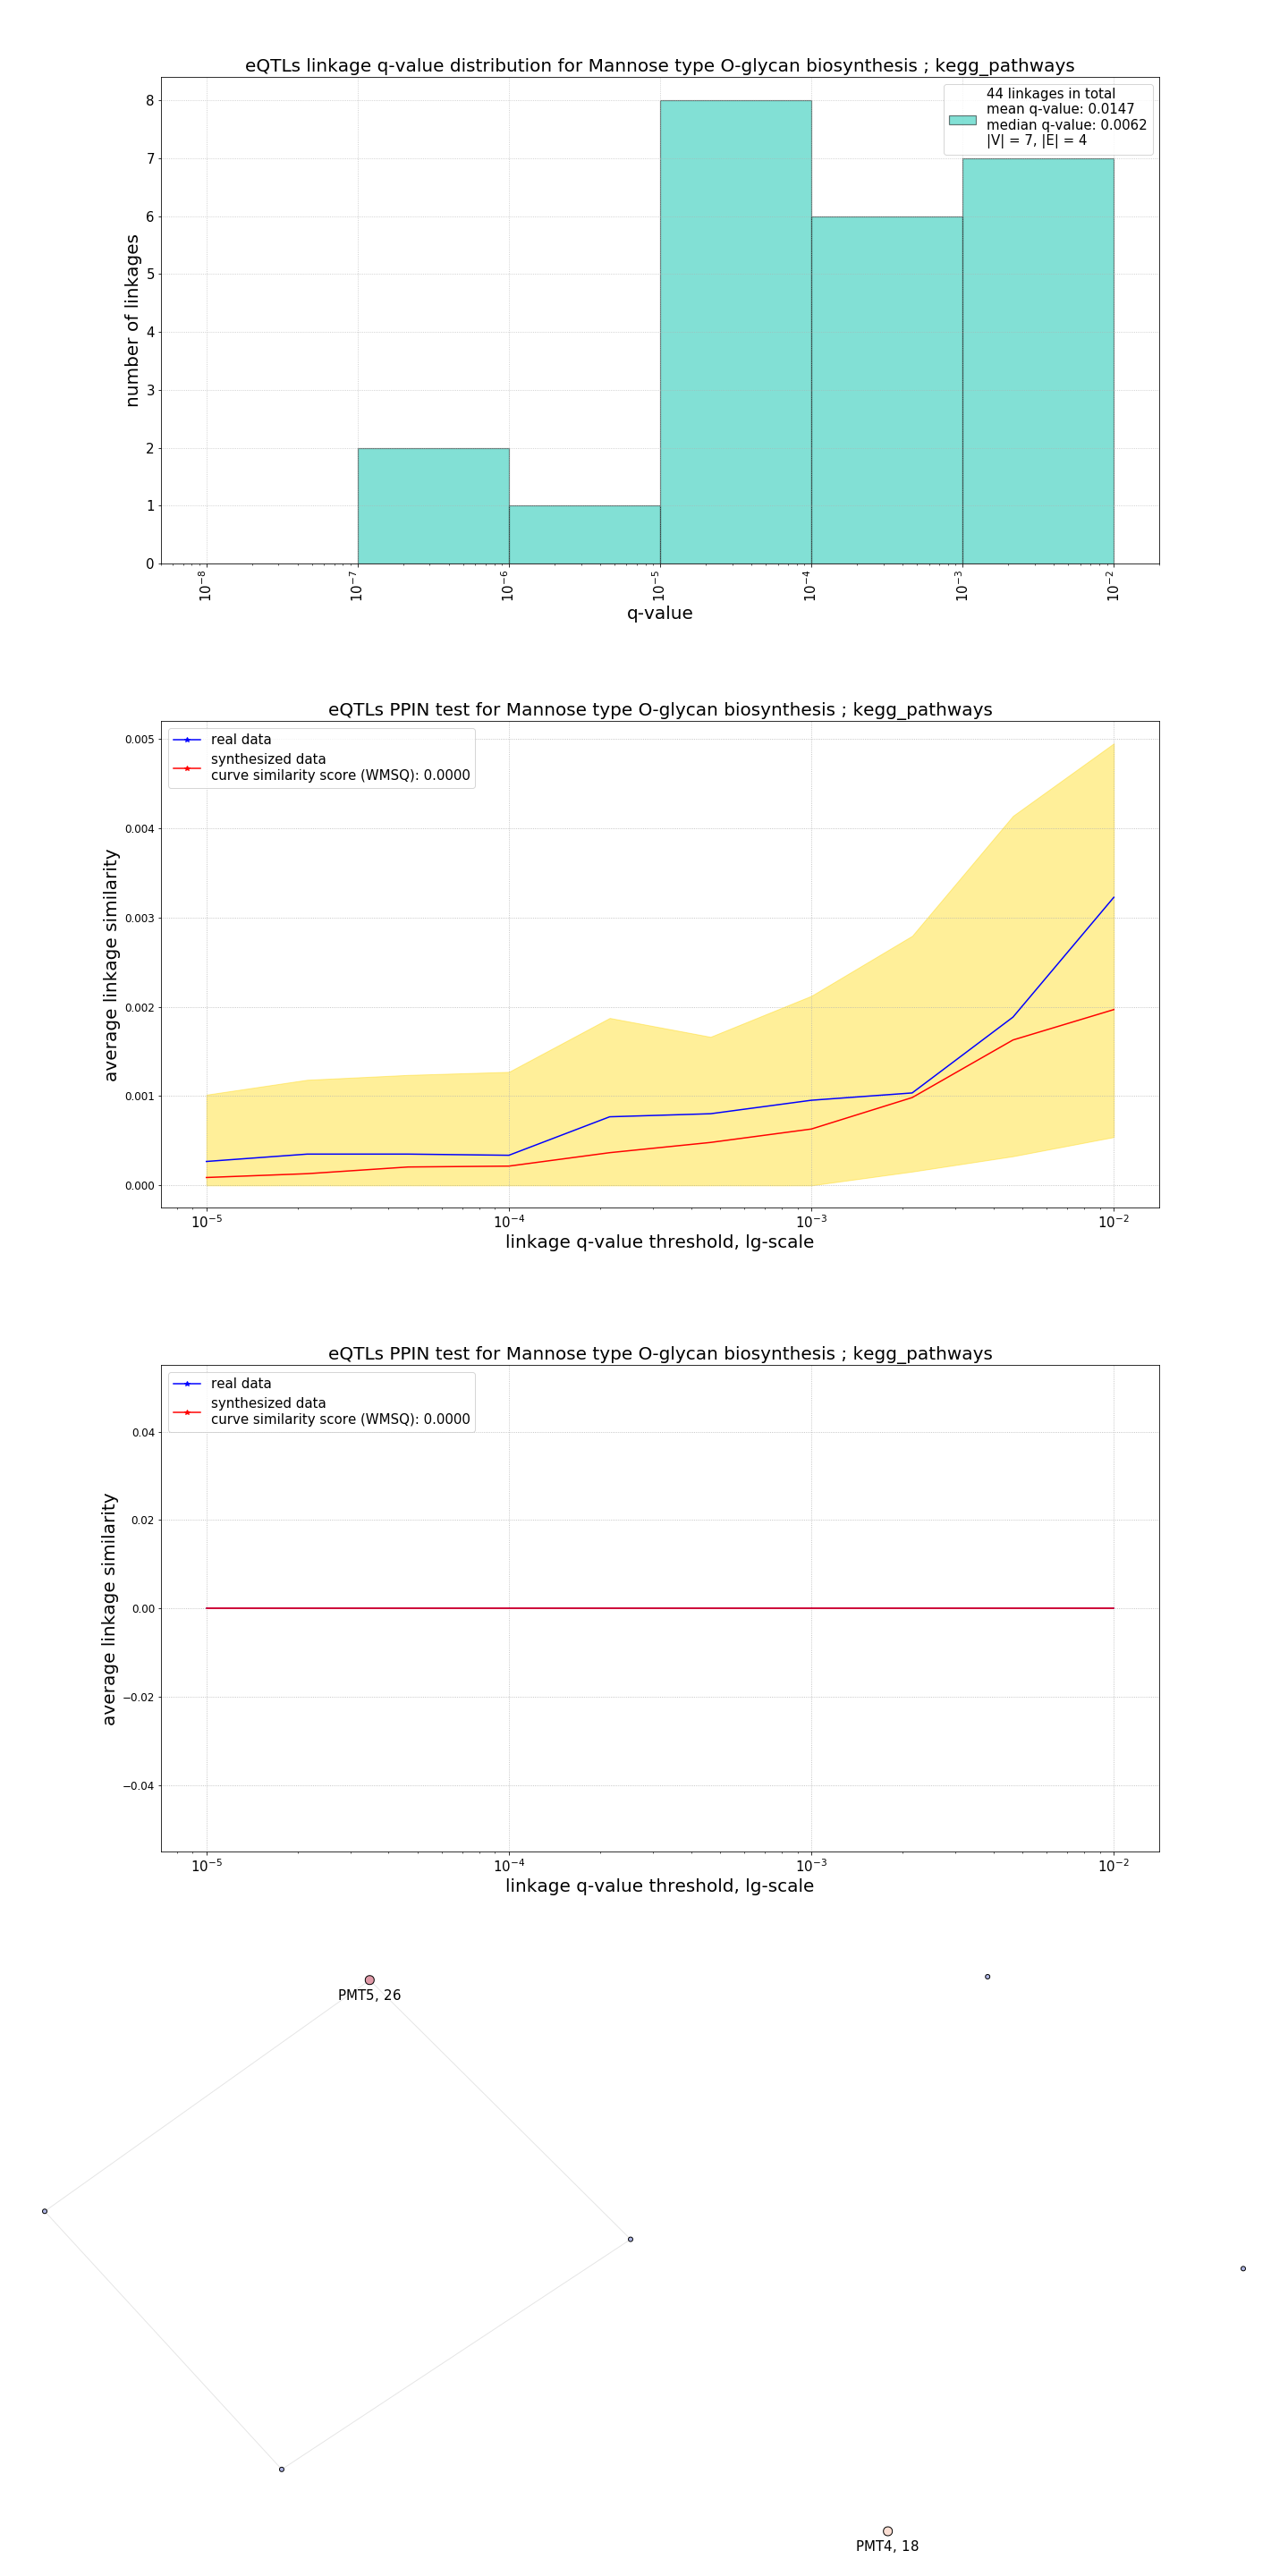 eQTLs linkage q-value distribution for Mannose type O-glycan biosynthesis ; kegg_pathways
44 linkages in total
mean q-value: 0.0147
median q-value: 0.0062
|V| = 7, |E| = 4
number of linkages
8
7
6
5
4
3
2
1
0
10⁻⁸
10⁻⁷
10⁻⁶
10⁻⁵
10⁻⁴
10⁻³
10⁻²
q-value
eQTLs PPIN test for Mannose type O-glycan biosynthesis ; kegg_pathways
real data
synthesized data
curve similarity score (WMSQ): 0.0000
average linkage similarity
0.005
0.004
0.003
0.002
0.001
0.000
10⁻⁵
10⁻⁴
10⁻³
10⁻²
linkage q-value threshold, lg-scale
eQTLs PPIN test for Mannose type O-glycan biosynthesis ; kegg_pathways
real data
synthesized data
curve similarity score (WMSQ): 0.0000
average linkage similarity
0.04
0.02
0.00
−0.02
−0.04
10⁻⁵
10⁻⁴
10⁻³
10⁻²
linkage q-value threshold, lg-scale
PMT5, 26
PMT4, 18